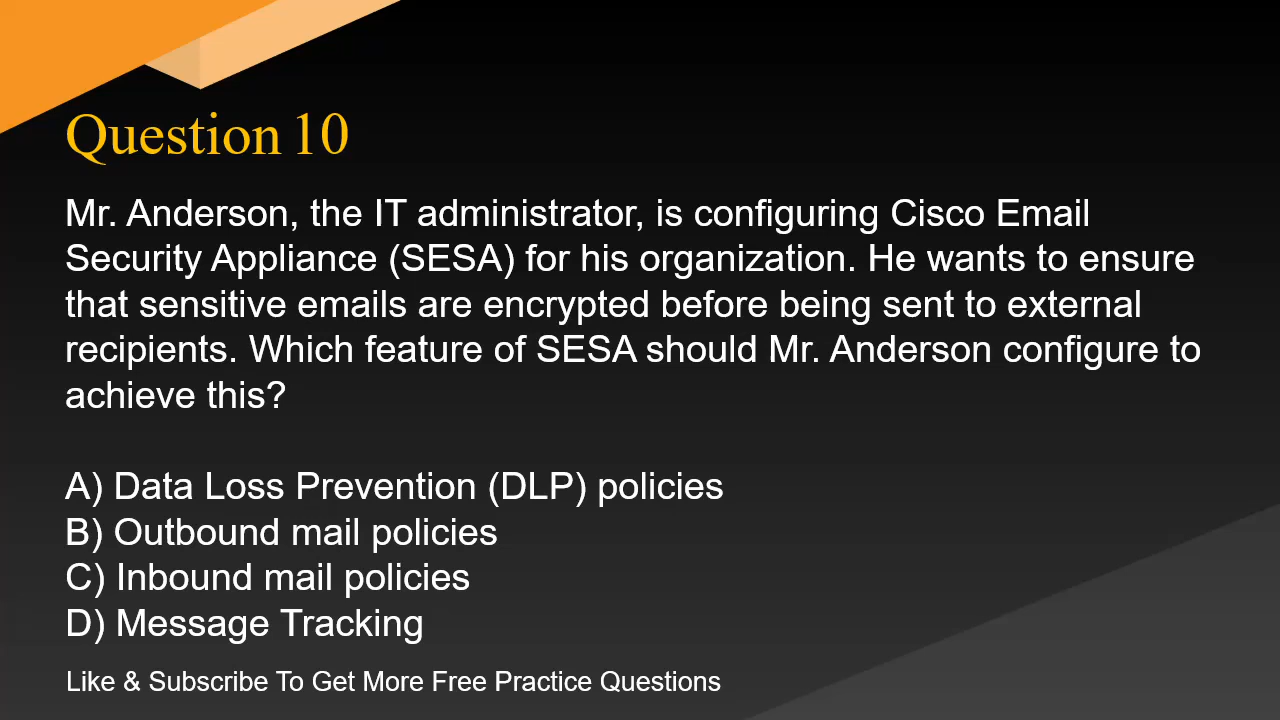 Question 10
Mr. Anderson, the IT administrator, is configuring Cisco Email
Security Appliance (SESA) for his organization. He wants to ensure
that sensitive emails are encrypted before being sent to external
recipients. Which feature of SESA should Mr. Anderson configure to
achieve this?
A) Data Loss Prevention (DLP) policies
B) Outbound mail policies
C) Inbound mail policies
D) Message Tracking
Like & Subscribe To Get More Free Practice Questions